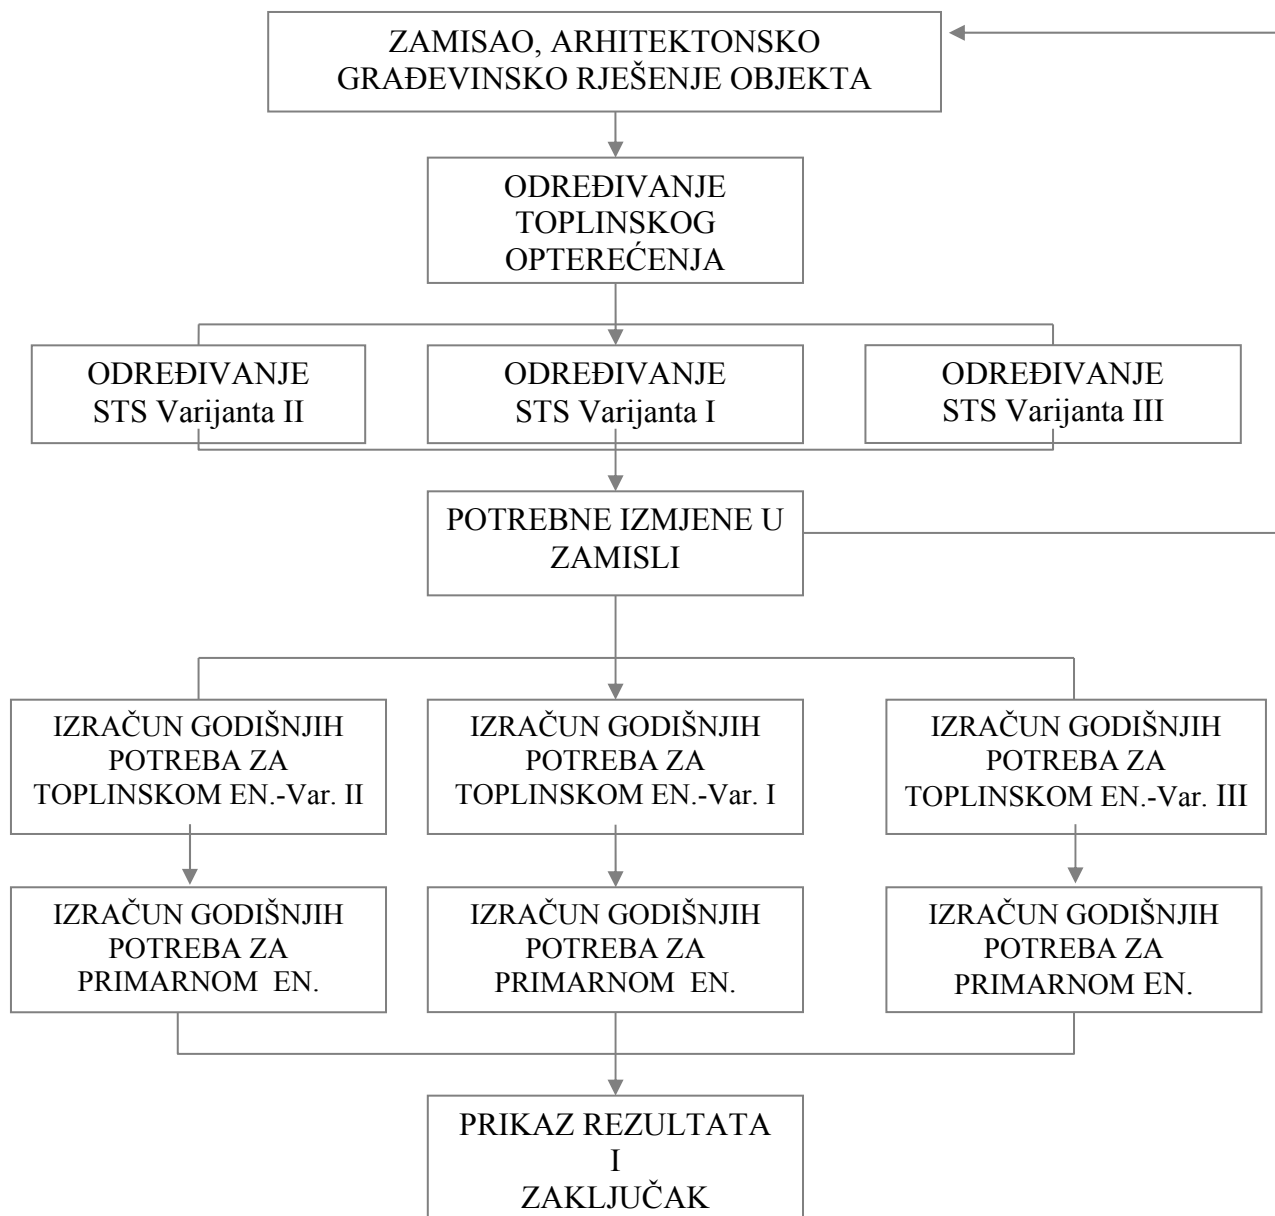 ZAMISAO, ARHITEKTONSKO
GRAĐEVINSKO RJEŠENJE OBJEKTA
ODREĐIVANJE
TOPLINSKOG
OPTEREĆENJA
ODREĐIVANJE
STS Varijanta II
ODREĐIVANJE
STS Varijanta I
ODREĐIVANJE
STS Varijanta III
POTREBNE IZMJENE U
ZAMISLI
IZRAČUN GODIŠNJIH
POTREBA ZA
TOPLINSKOM EN.-Var. II
IZRAČUN GODIŠNJIH
POTREBA ZA
TOPLINSKOM EN.-Var. I
IZRAČUN GODIŠNJIH
POTREBA ZA
TOPLINSKOM EN.-Var. III
IZRAČUN GODIŠNJIH
POTREBA ZA
PRIMARNOM EN.
IZRAČUN GODIŠNJIH
POTREBA ZA
PRIMARNOM EN.
IZRAČUN GODIŠNJIH
POTREBA ZA
PRIMARNOM EN.
PRIKAZ REZULTATA
I
ZAKLJUČAK